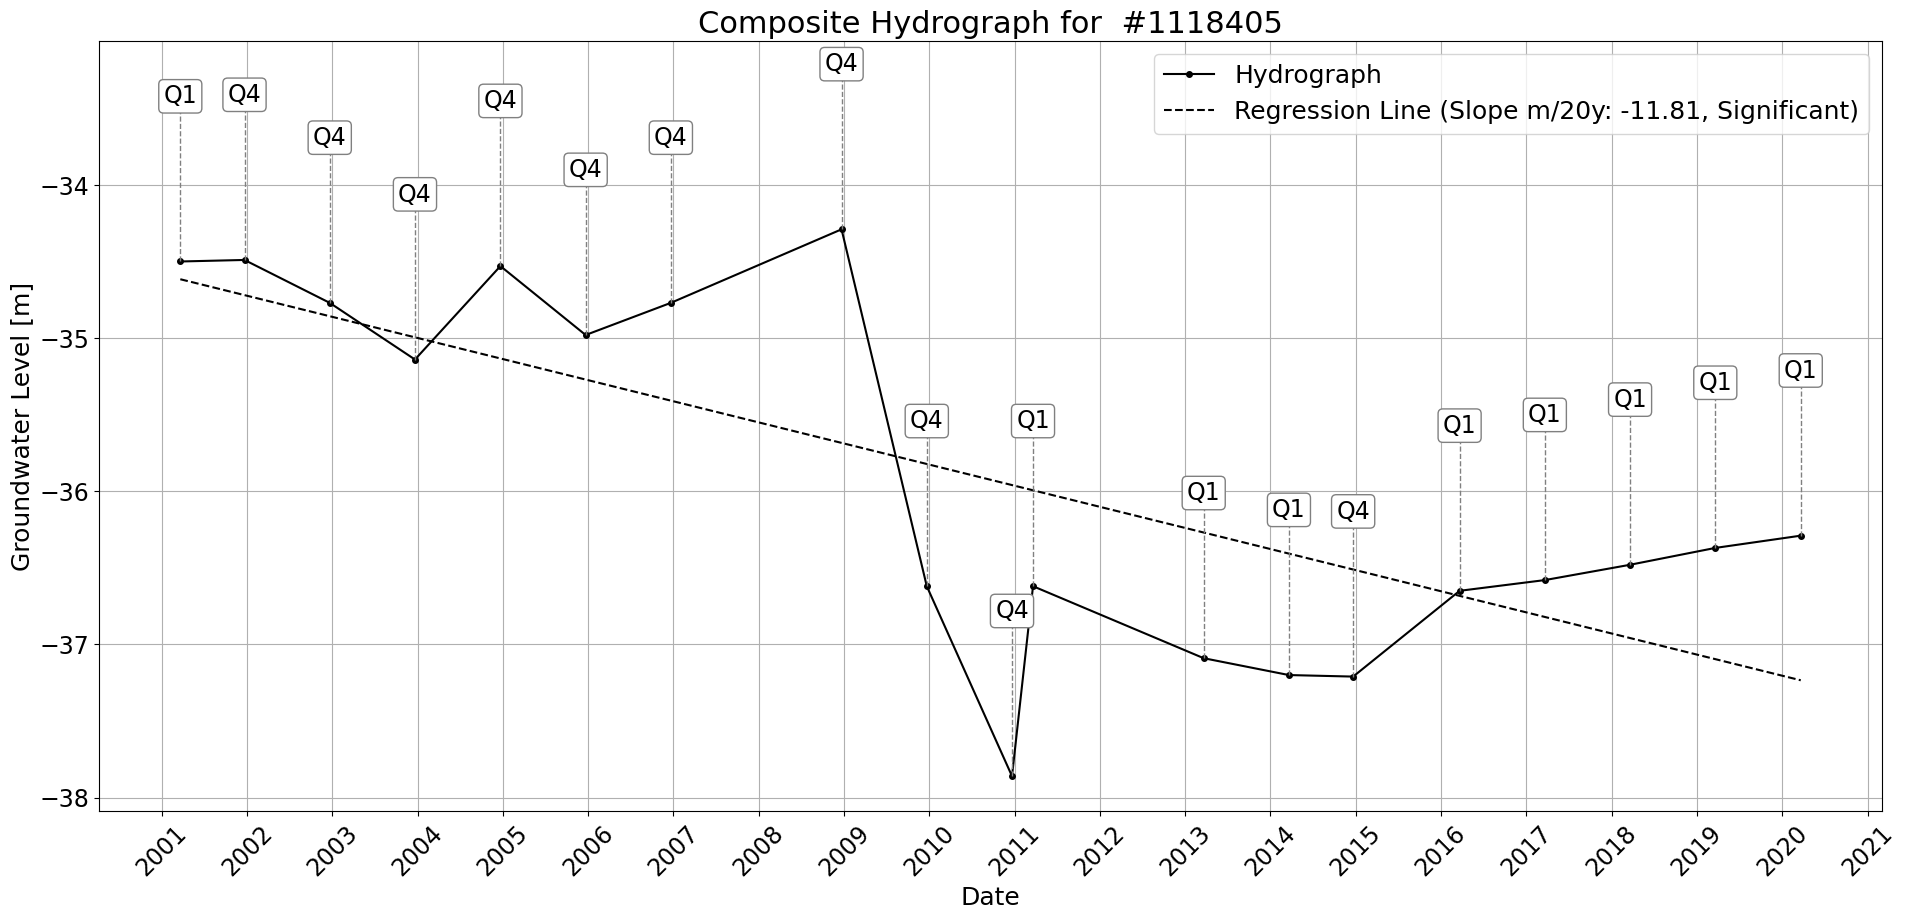 Composite Hydrograph for  #1118405
Hydrograph
Regression Line (Slope m/20y: -11.81, Significant)
Q1
Q4
Q4
Q4
Q4
Q4
Q4
Q4
Q4
Q4
Q1
Q1
Q1
Q4
Q1
Q1
Q1
Q1
Q1
Groundwater Level [m]
−34
−35
−36
−37
−38
2001
2002
2003
2004
2005
2006
2007
2008
2009
2010
2011
2012
2013
2014
2015
2016
2017
2018
2019
2020
2021
Date